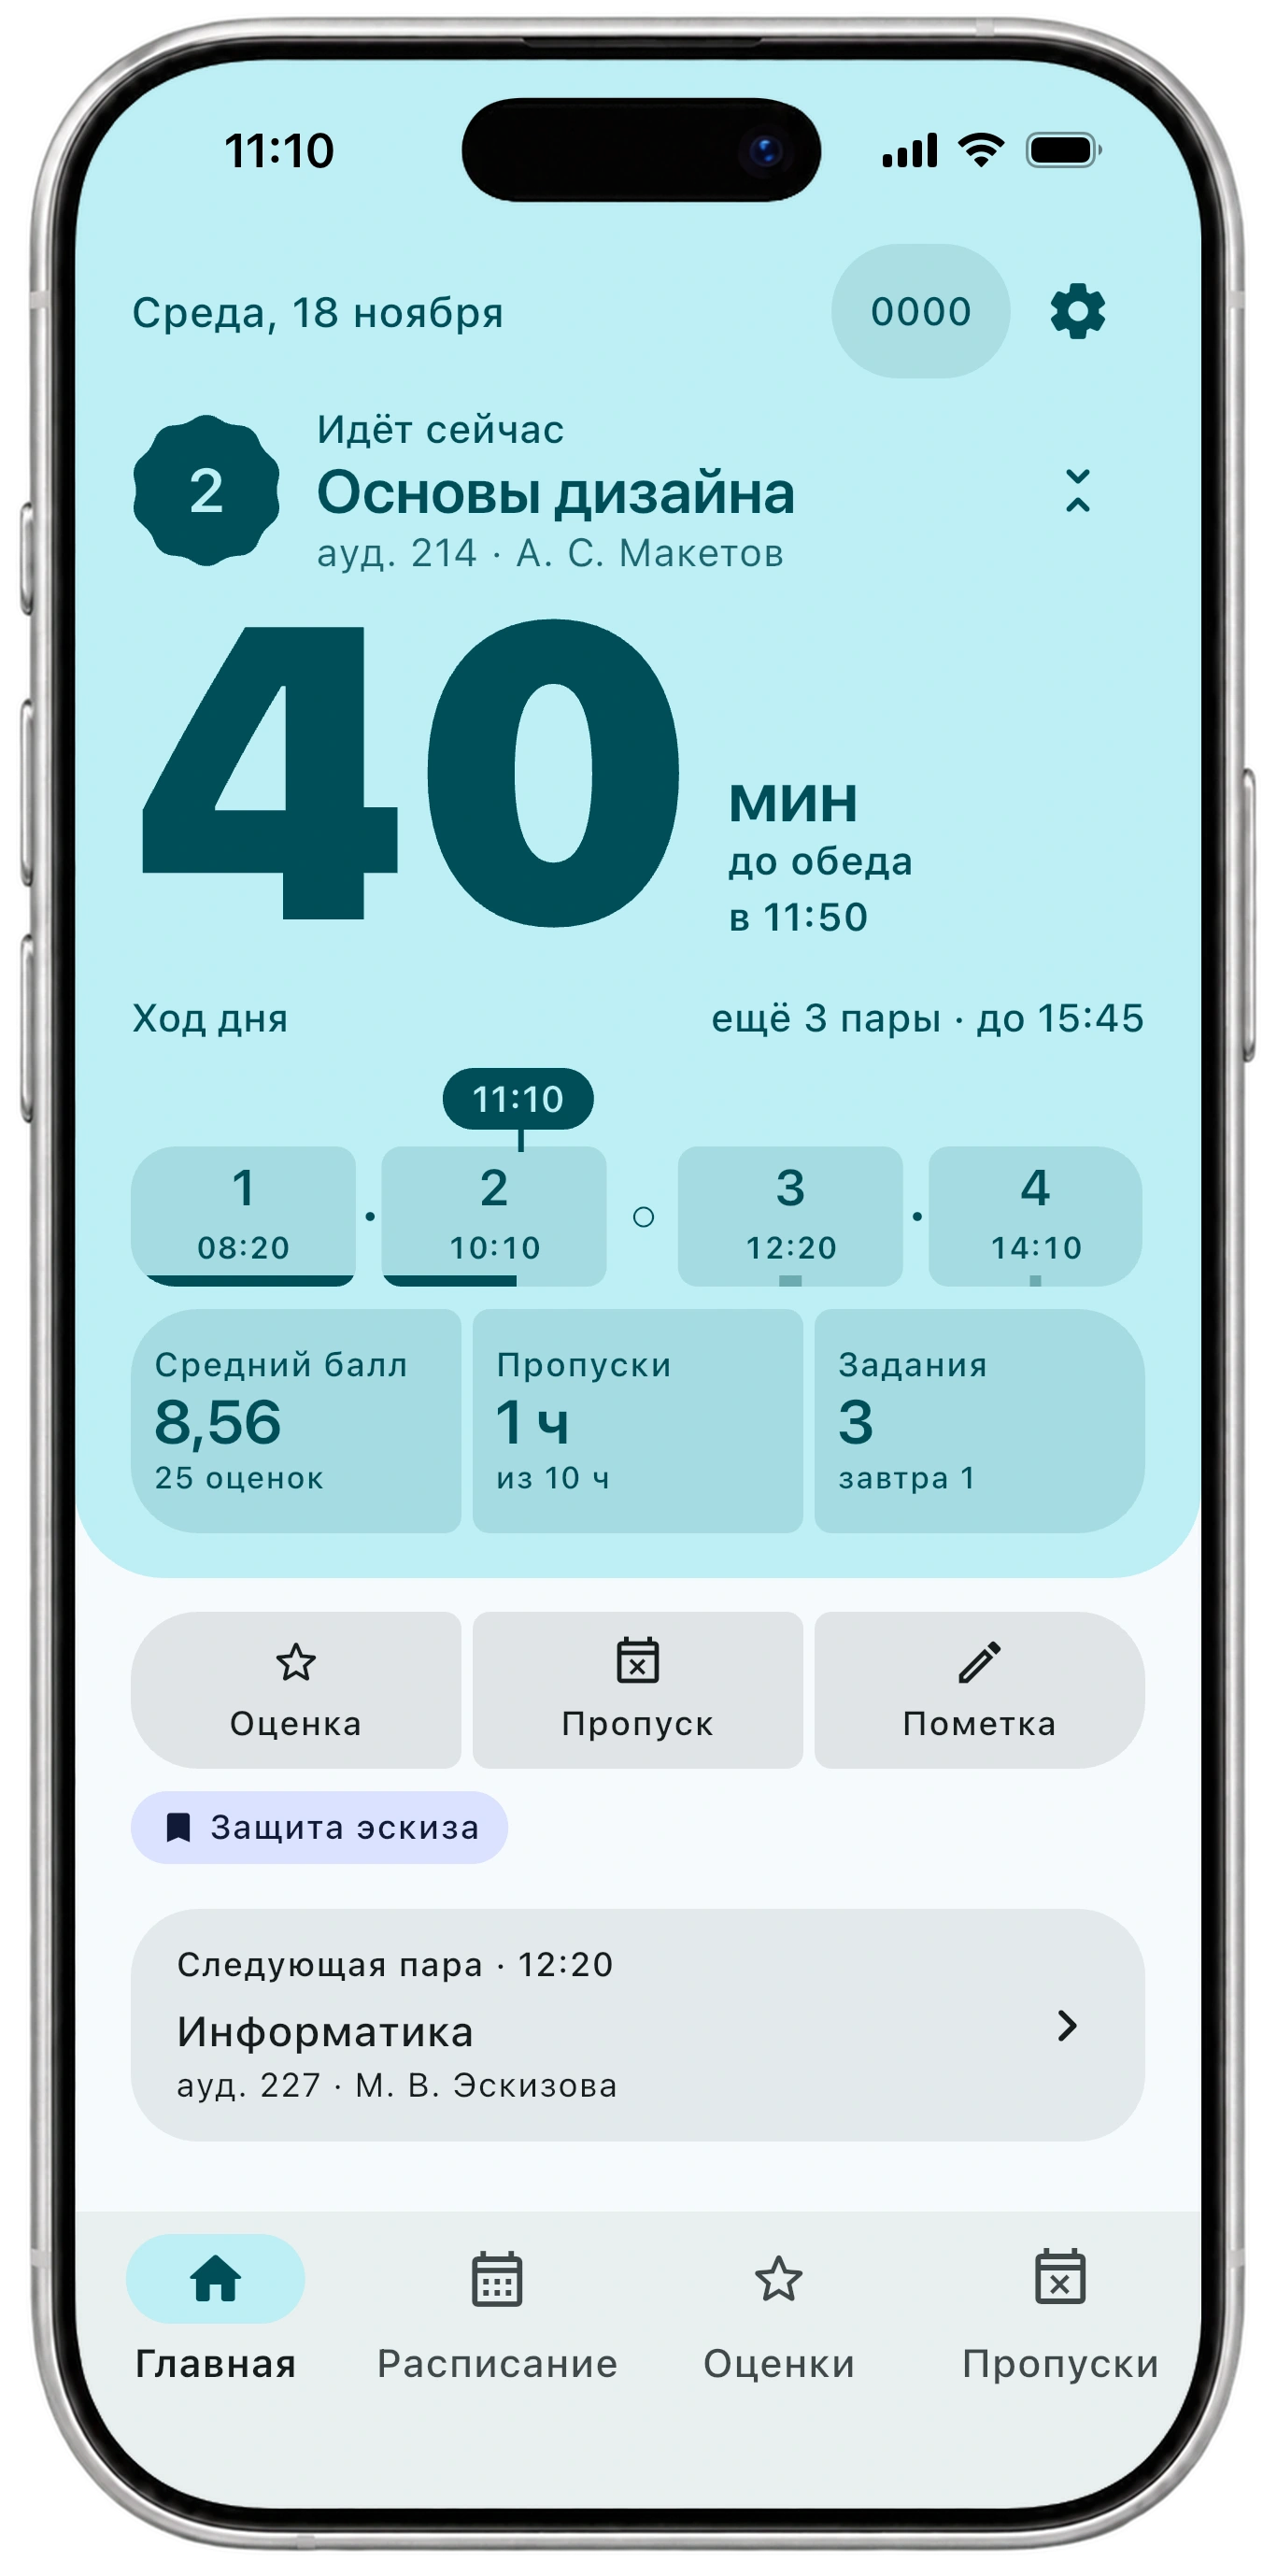 11:10
Среда, 18 ноября
0000
2
Идёт сейчас
Основы дизайна
ауд. 214 · А. С. Макетов
40
мин
до обеда
в 11:50
Ход дня
ещё 3 пары · до 15:45
11:10
1
08:20
2
10:10
3
12:20
4
14:10
Средний балл
8,56
25 оценок
Пропуски
1 ч
из 10 ч
Задания
3
завтра 1
Оценка
Пропуск
Пометка
Защита эскиза
Следующая пара · 12:20
Информатика
ауд. 227 · М. В. Эскизова
Главная
Расписание
Оценки
Пропуски